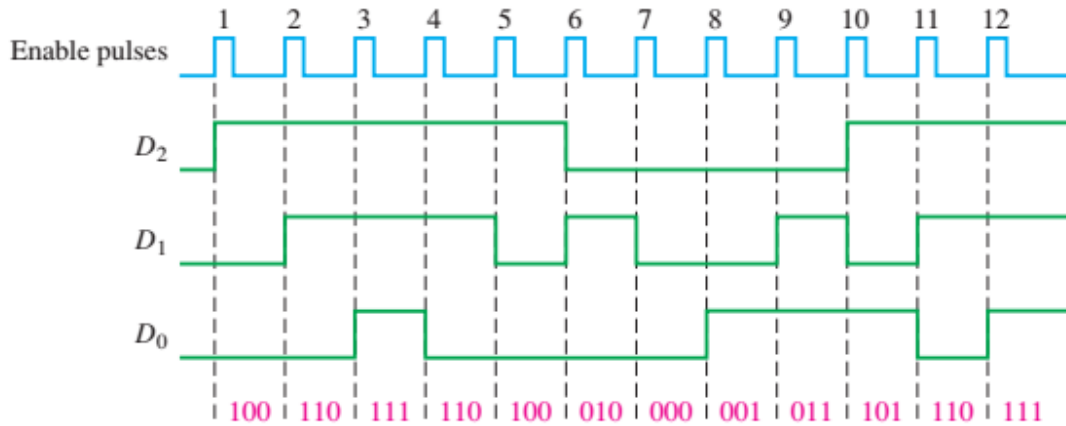 1 2 3 4 5 6 7 8 9 10 11 12
Enable pulses
D₂
D₁
D₀
100 110 111 110 100 010 000 001 011 101 110 111